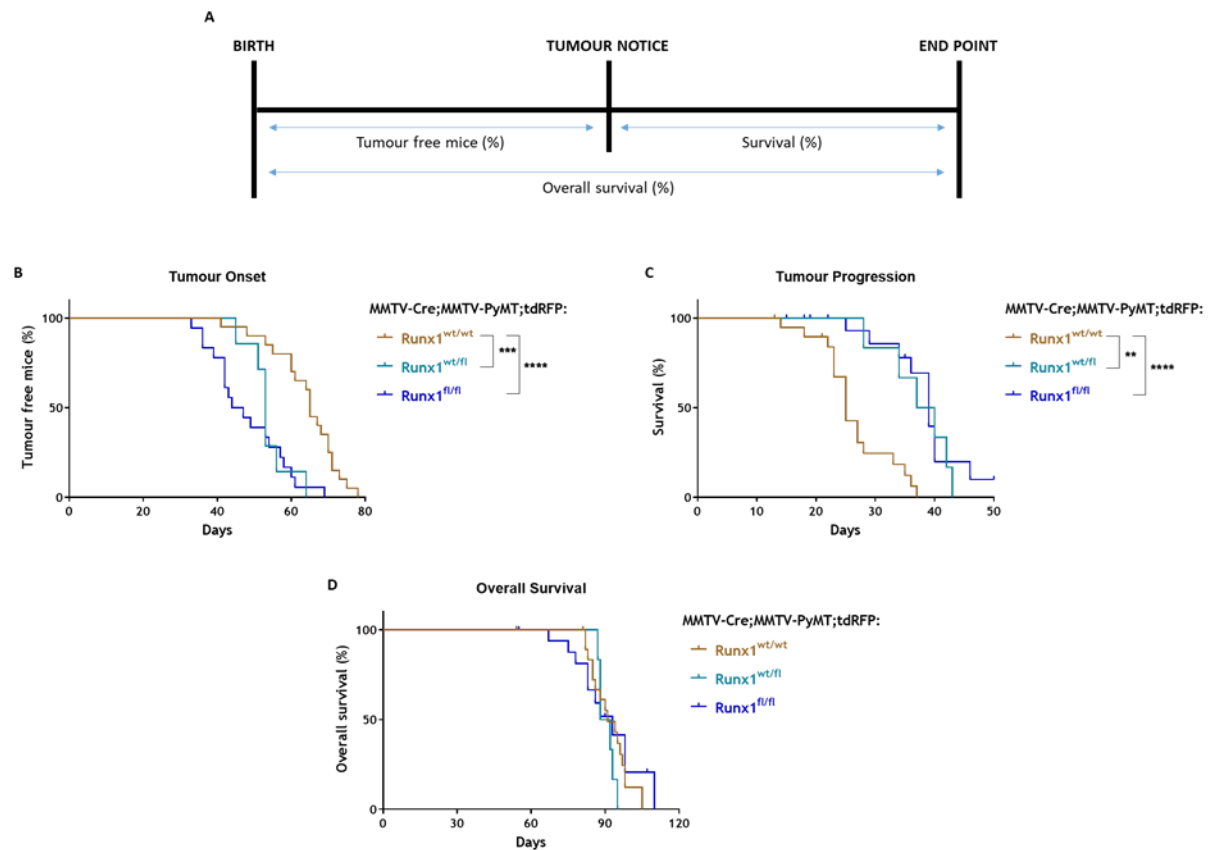 A
BIRTH TUMOUR NOTICE END POINT
Tumour free mice (%) Survival (%)
Overall survival (%)
B
Tumour Onset
Tumour free mice (%)
100
50
0
0 20 40 60 80
Days
MMTV-Cre;MMTV-PyMT;tdRFP:
Runx1wt/wt
Runx1wt/fl
Runx1fl/fl
***
****
C
Tumour Progression
Survival (%)
100
50
0
0 10 20 30 40 50
Days
MMTV-Cre;MMTV-PyMT;tdRFP:
Runx1wt/wt
Runx1wt/fl
Runx1fl/fl
**
****
D
Overall Survival
Overall survival (%)
100
50
0
0 30 60 90 120
Days
MMTV-Cre;MMTV-PyMT;tdRFP:
Runx1wt/wt
Runx1wt/fl
Runx1fl/fl